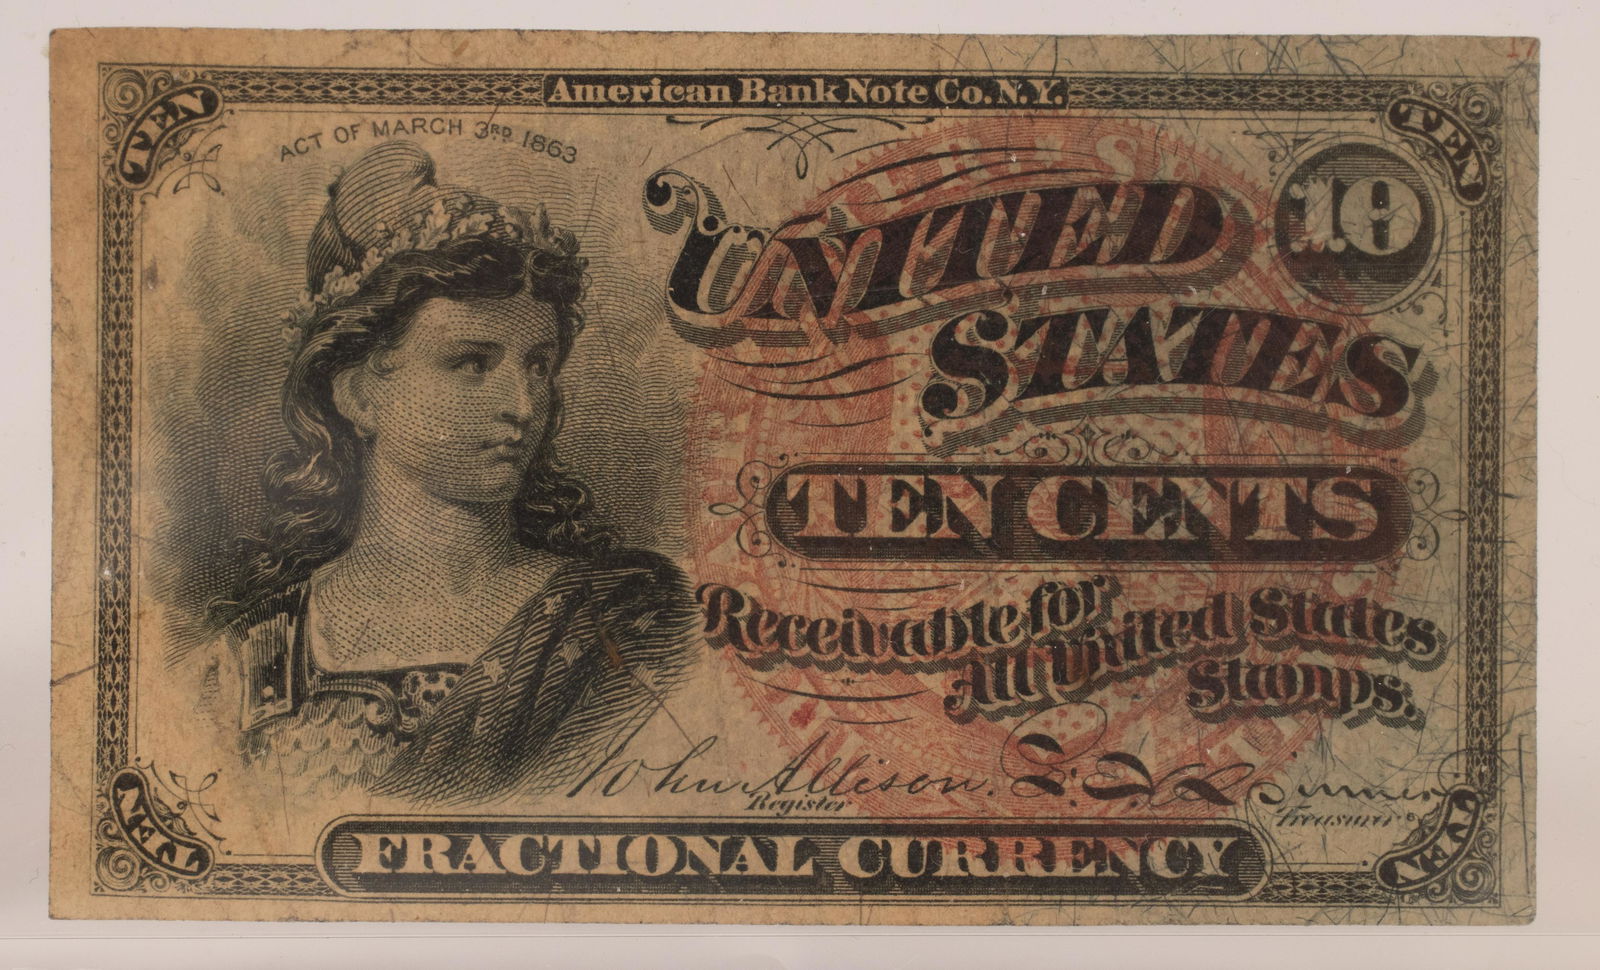 American Bank Note Co. N.Y.
TEN
TEN
ACT OF MARCH 3RD 1863
10
UNITED
STATES
TEN CENTS
Receivable for
All United States
Stamps.
John Allison.
Register
Treasurer
TEN
TEN
FRACTIONAL CURRENCY